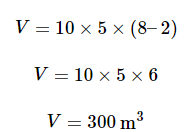 V = 10 × 5 × (8–2)
V = 10 × 5 × 6
V = 300 m³